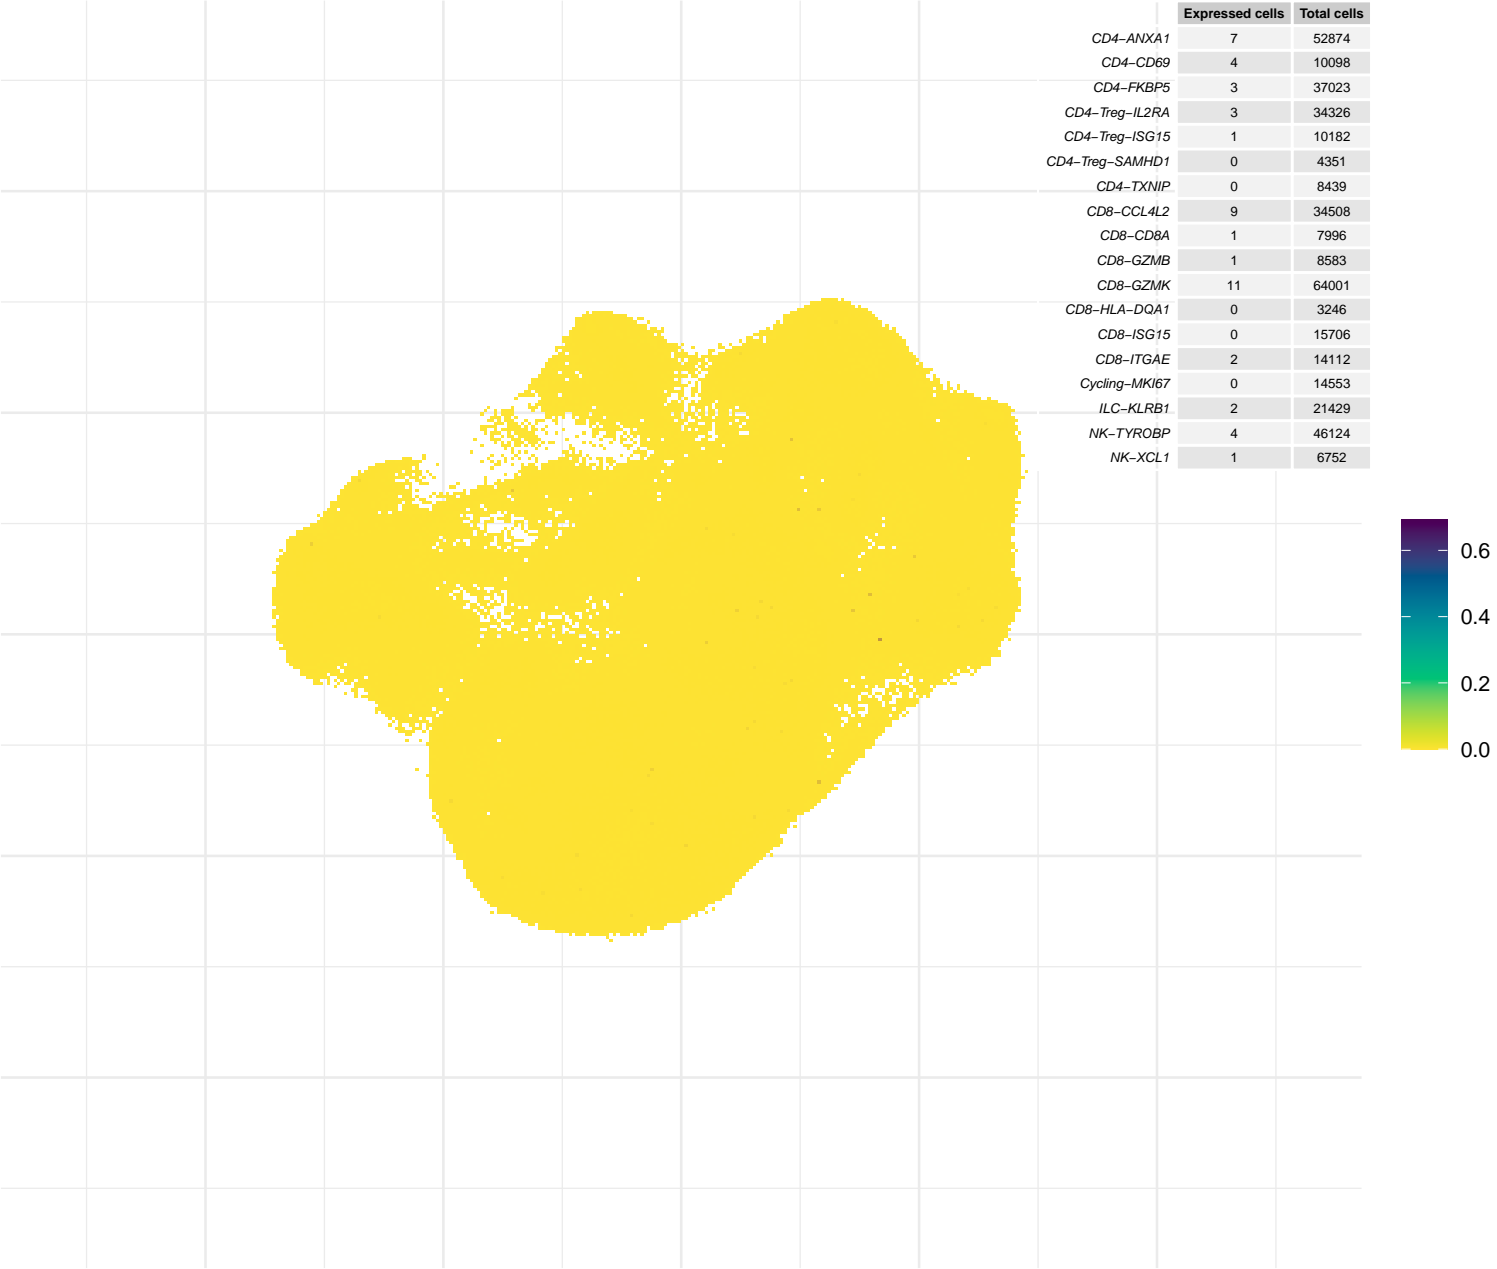 Expressed cells Total cells
CD4−ANXA1 7 52874
CD4−CD69 4 10098
CD4−FKBP5 3 37023
CD4−Treg−IL2RA 3 34326
CD4−Treg−ISG15 1 10182
CD4−Treg−SAMHD1 0 4351
CD4−TXNIP 0 8439
CD8−CCL4L2 9 34508
CD8−CD8A 1 7996
CD8−GZMB 1 8583
CD8−GZMK 11 64001
CD8−HLA−DQA1 0 3246
CD8−ISG15 0 15706
CD8−ITGAE 2 14112
Cycling−MKI67 0 14553
ILC−KLRB1 2 21429
NK−TYROBP 4 46124
NK−XCL1 1 6752
0.6
0.4
0.2
0.0